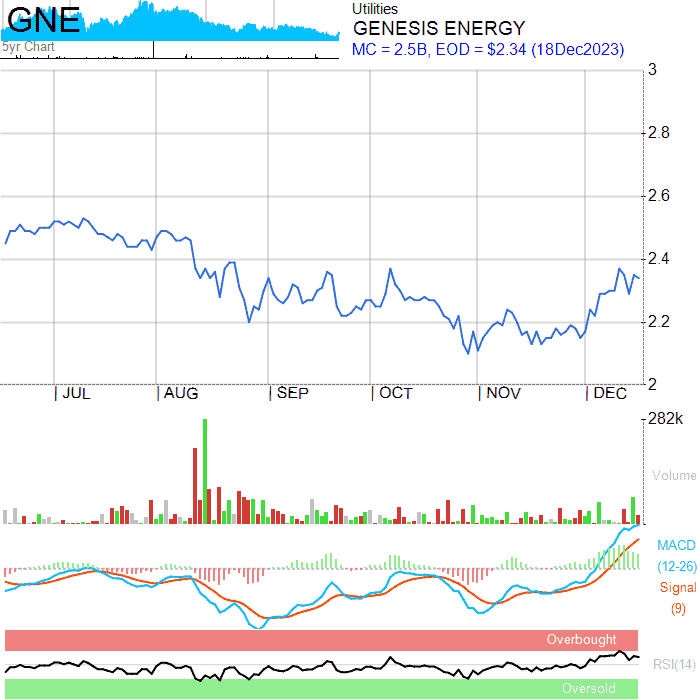 GNE
5yr Chart
Utilities
GENESIS ENERGY
MC = 2.5B, EOD = $2.34 (18Dec2023)
3
2.8
2.6
2.4
2.2
2
JUL AUG SEP OCT NOV DEC
282k
Volume
MACD
(12-26)
Signal
(9)
Overbought
RSI(14)
Oversold